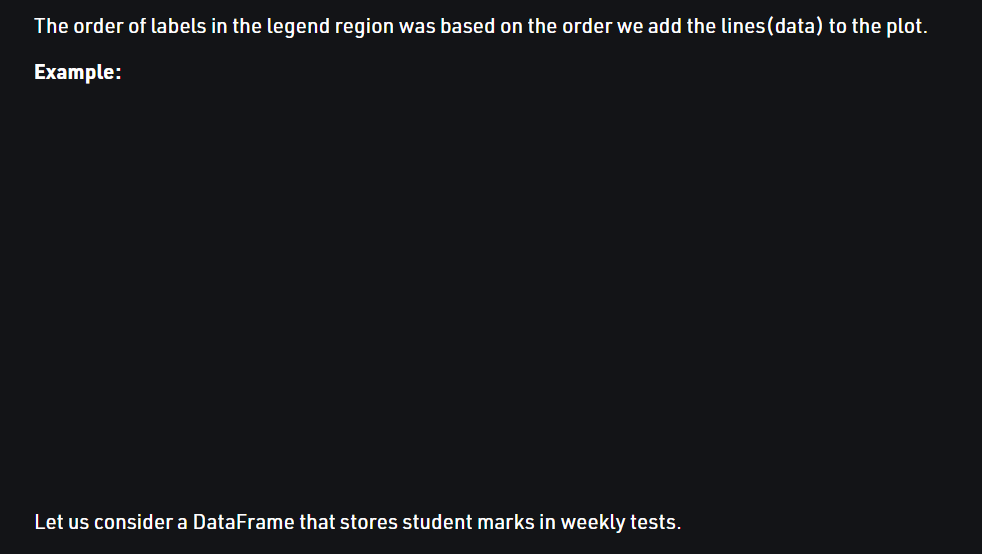 The order of labels in the legend region was based on the order we add the lines(data) to the plot.
Example:
Let us consider a DataFrame that stores student marks in weekly tests.